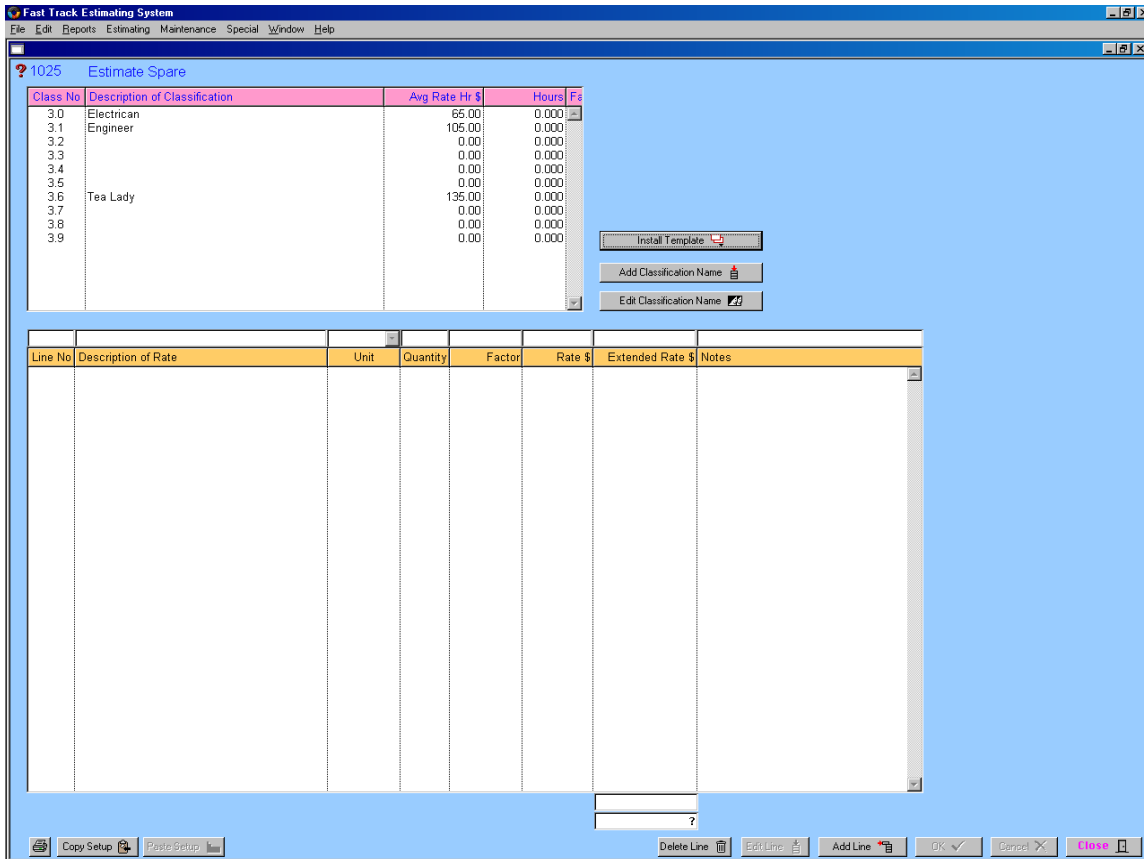 Fast Track Estimating System
File Edit Reports Estimating Maintenance Special Window Help
? 1025 Estimate Spare
Class No Description of Classification Avg Rate Hr $ Hours Fa
3.0 Electrican 65.00 0.000
3.1 Engineer 105.00 0.000
3.2 0.00 0.000
3.3 0.00 0.000
3.4 0.00 0.000
3.5 0.00 0.000
3.6 Tea Lady 135.00 0.000
3.7 0.00 0.000
3.8 0.00 0.000
3.9 0.00 0.000
Install Template
Add Classification Name
Edit Classification Name
Line No Description of Rate Unit Quantity Factor Rate $ Extended Rate $ Notes
?
Copy Setup Paste Setup Delete Line Edit Line Add Line OK Cancel Close